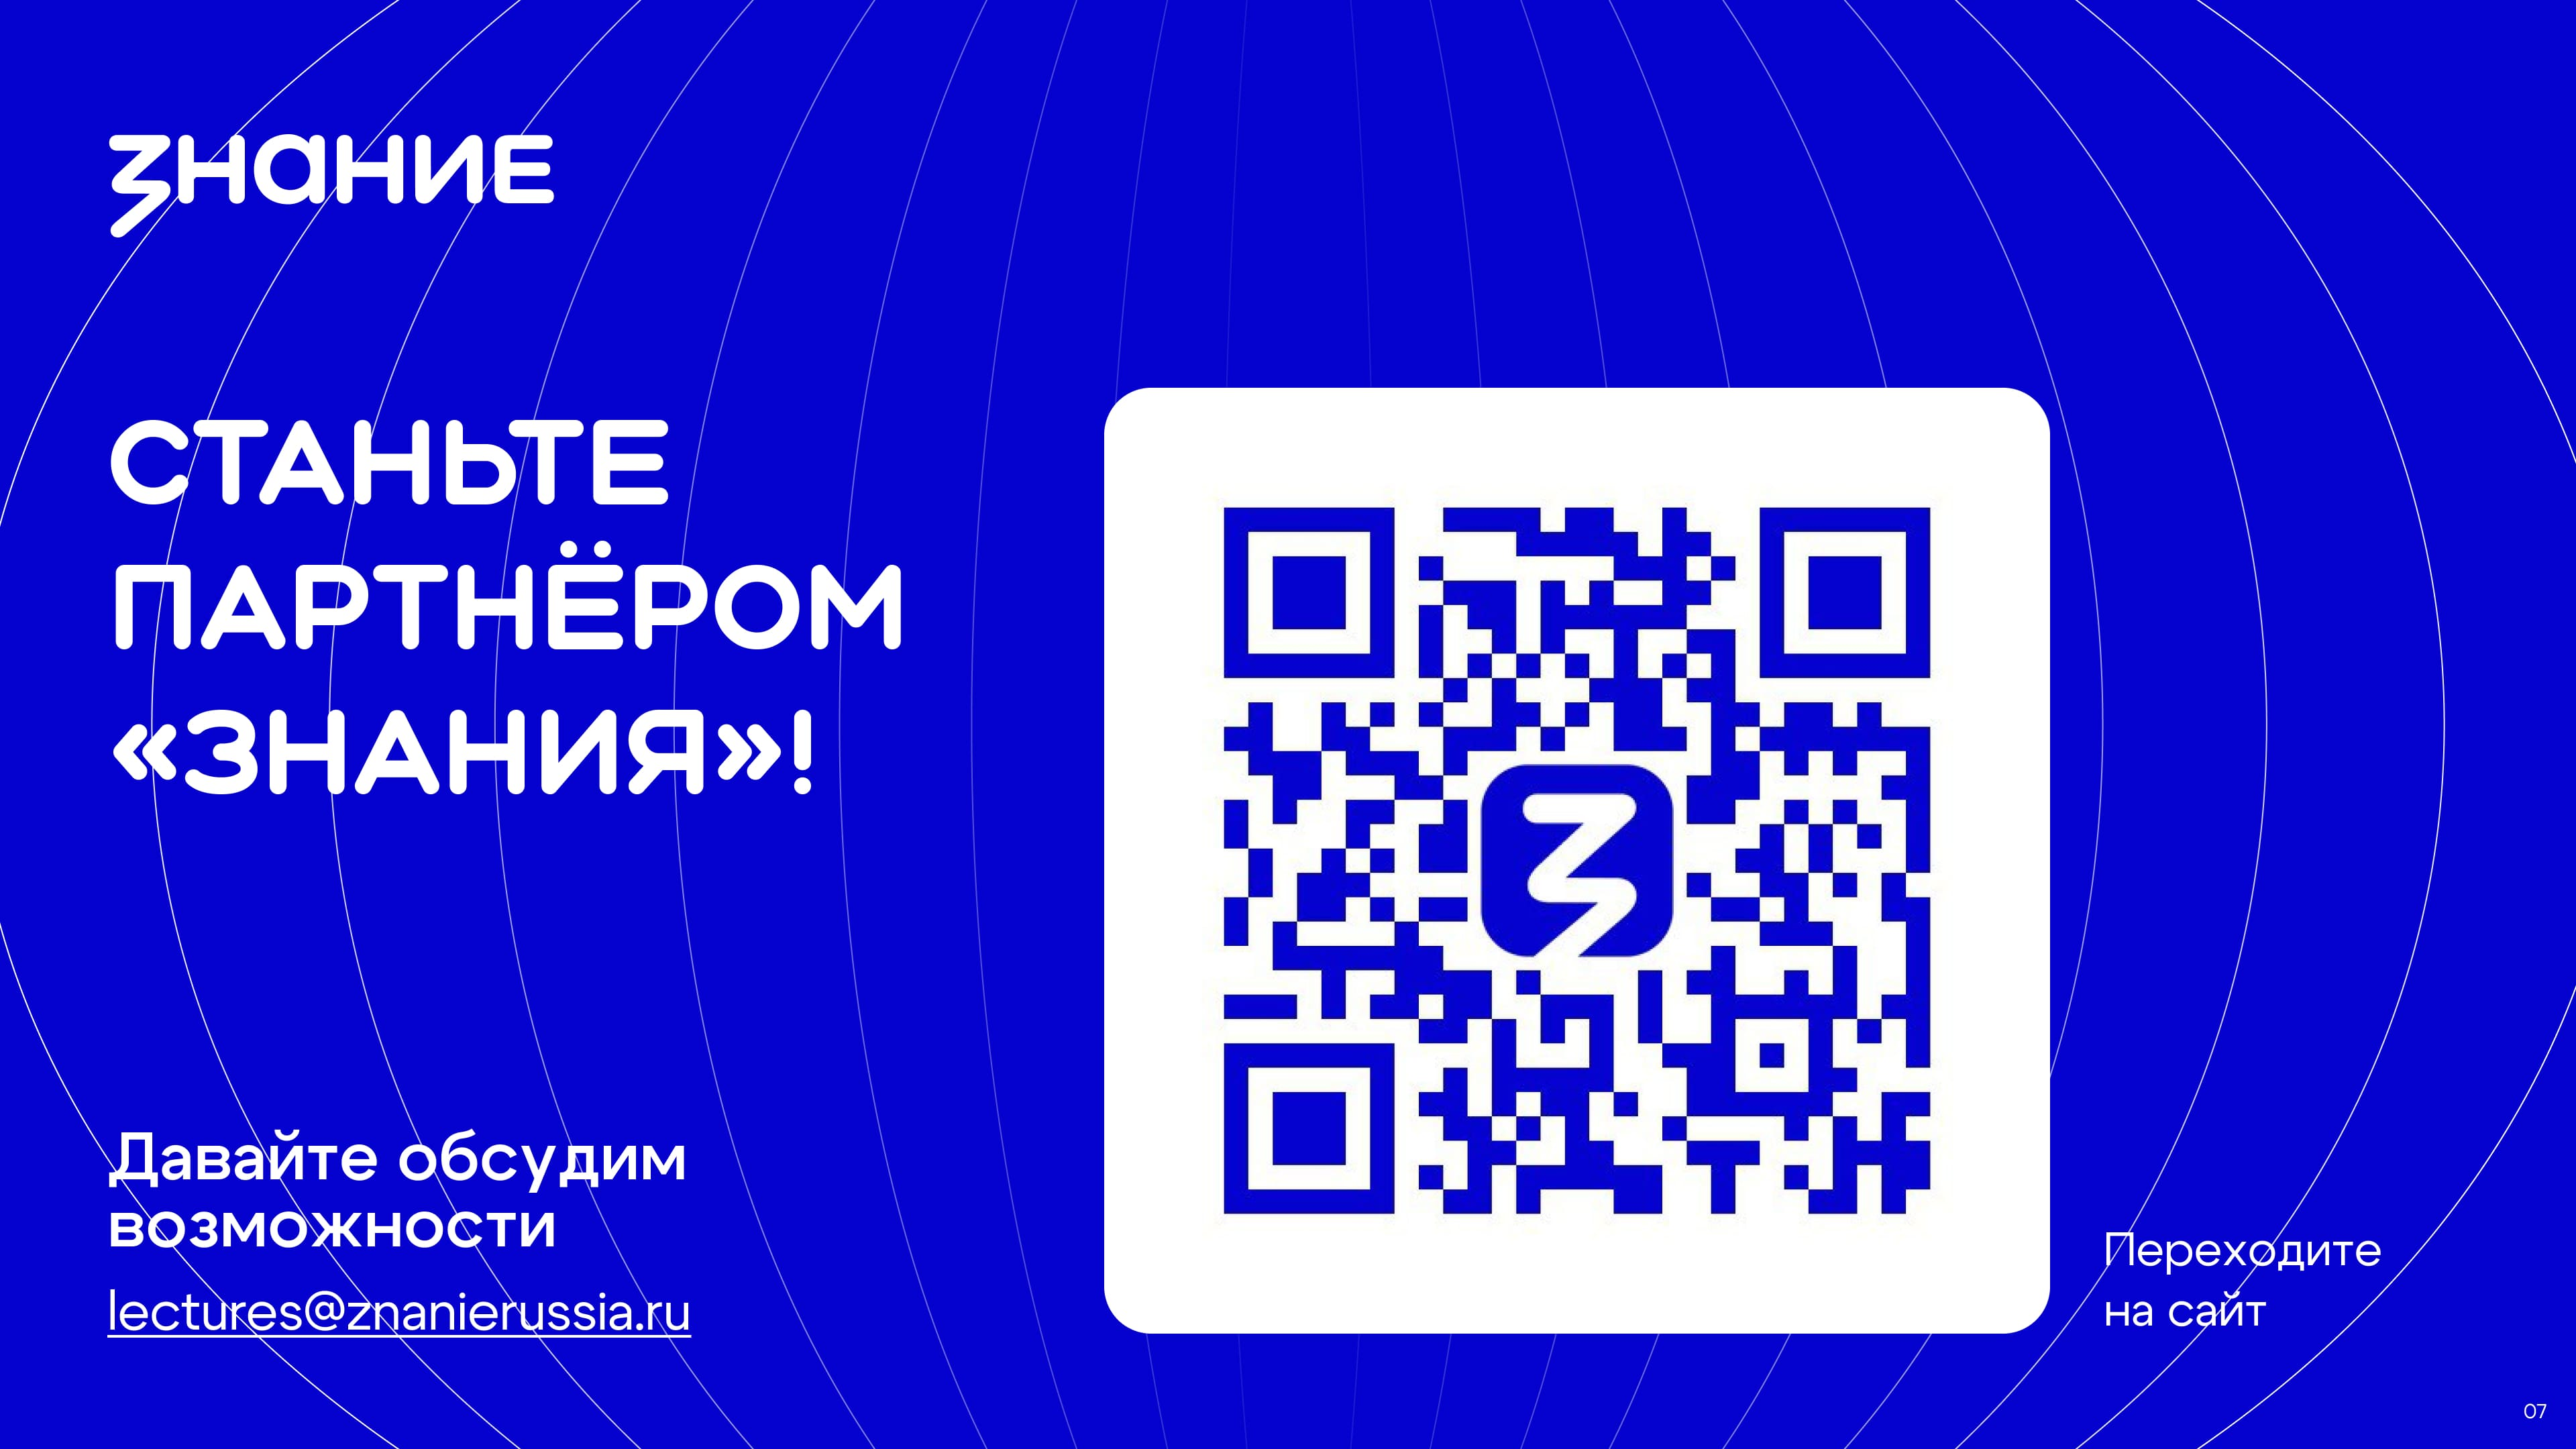 знание
СТАНЬТЕ
ПАРТНЁРОМ
«ЗНАНИЯ»!
Давайте обсудим
возможности
lectures@znanierussia.ru
Переходите
на сайт
07